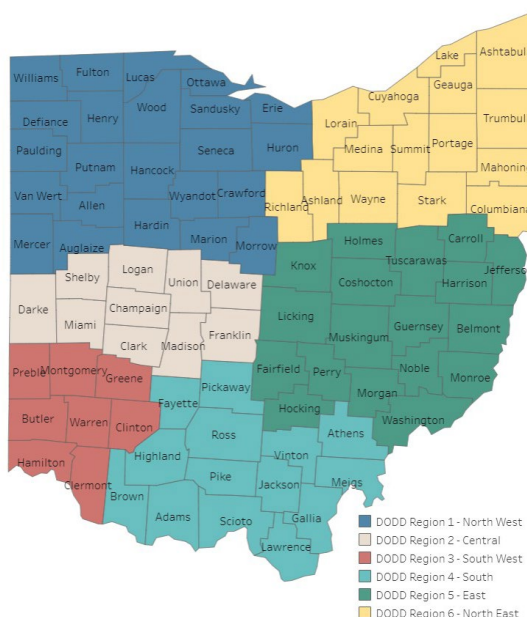 Ashtabul
Lake
Williams
Fulton
Lucas
Ottawa
Geauga
Cuyahoga
Wood
Sandusky
Erie
Defiance
Henry
Lorain
Trumbul
Medina
Summit
Portage
Paulding
Seneca
Huron
Putnam
Hancock
Mahonin
Van Wert
Allen
Wyandot
Crawford
Richland
Ashland
Wayne
Stark
Columbiana
Hardin
Mercer
Auglaize
Marion
Morrow
Holmes
Carroll
Tuscarawas
Knox
Jefferso
Logan
Shelby
Union
Delaware
Coshocton
Harrison
Darke
Champaign
Licking
Miami
Franklin
Guernsey
Belmont
Muskingum
Clark
Madison
Preble
Montgomery
Greene
Fairfield
Perry
Noble
Monroe
Pickaway
Fayette
Morgan
Butler
Warren
Clinton
Hocking
Washington
Ross
Athens
Highland
Vinton
Hamilton
Pike
Jackson
Meigs
Clermont
Brown
Adams
Scioto
Gallia
Lawrence
DODD Region 1 - North West
DODD Region 2 - Central
DODD Region 3 - South West
DODD Region 4 - South
DODD Region 5 - East
DODD Region 6 - North East